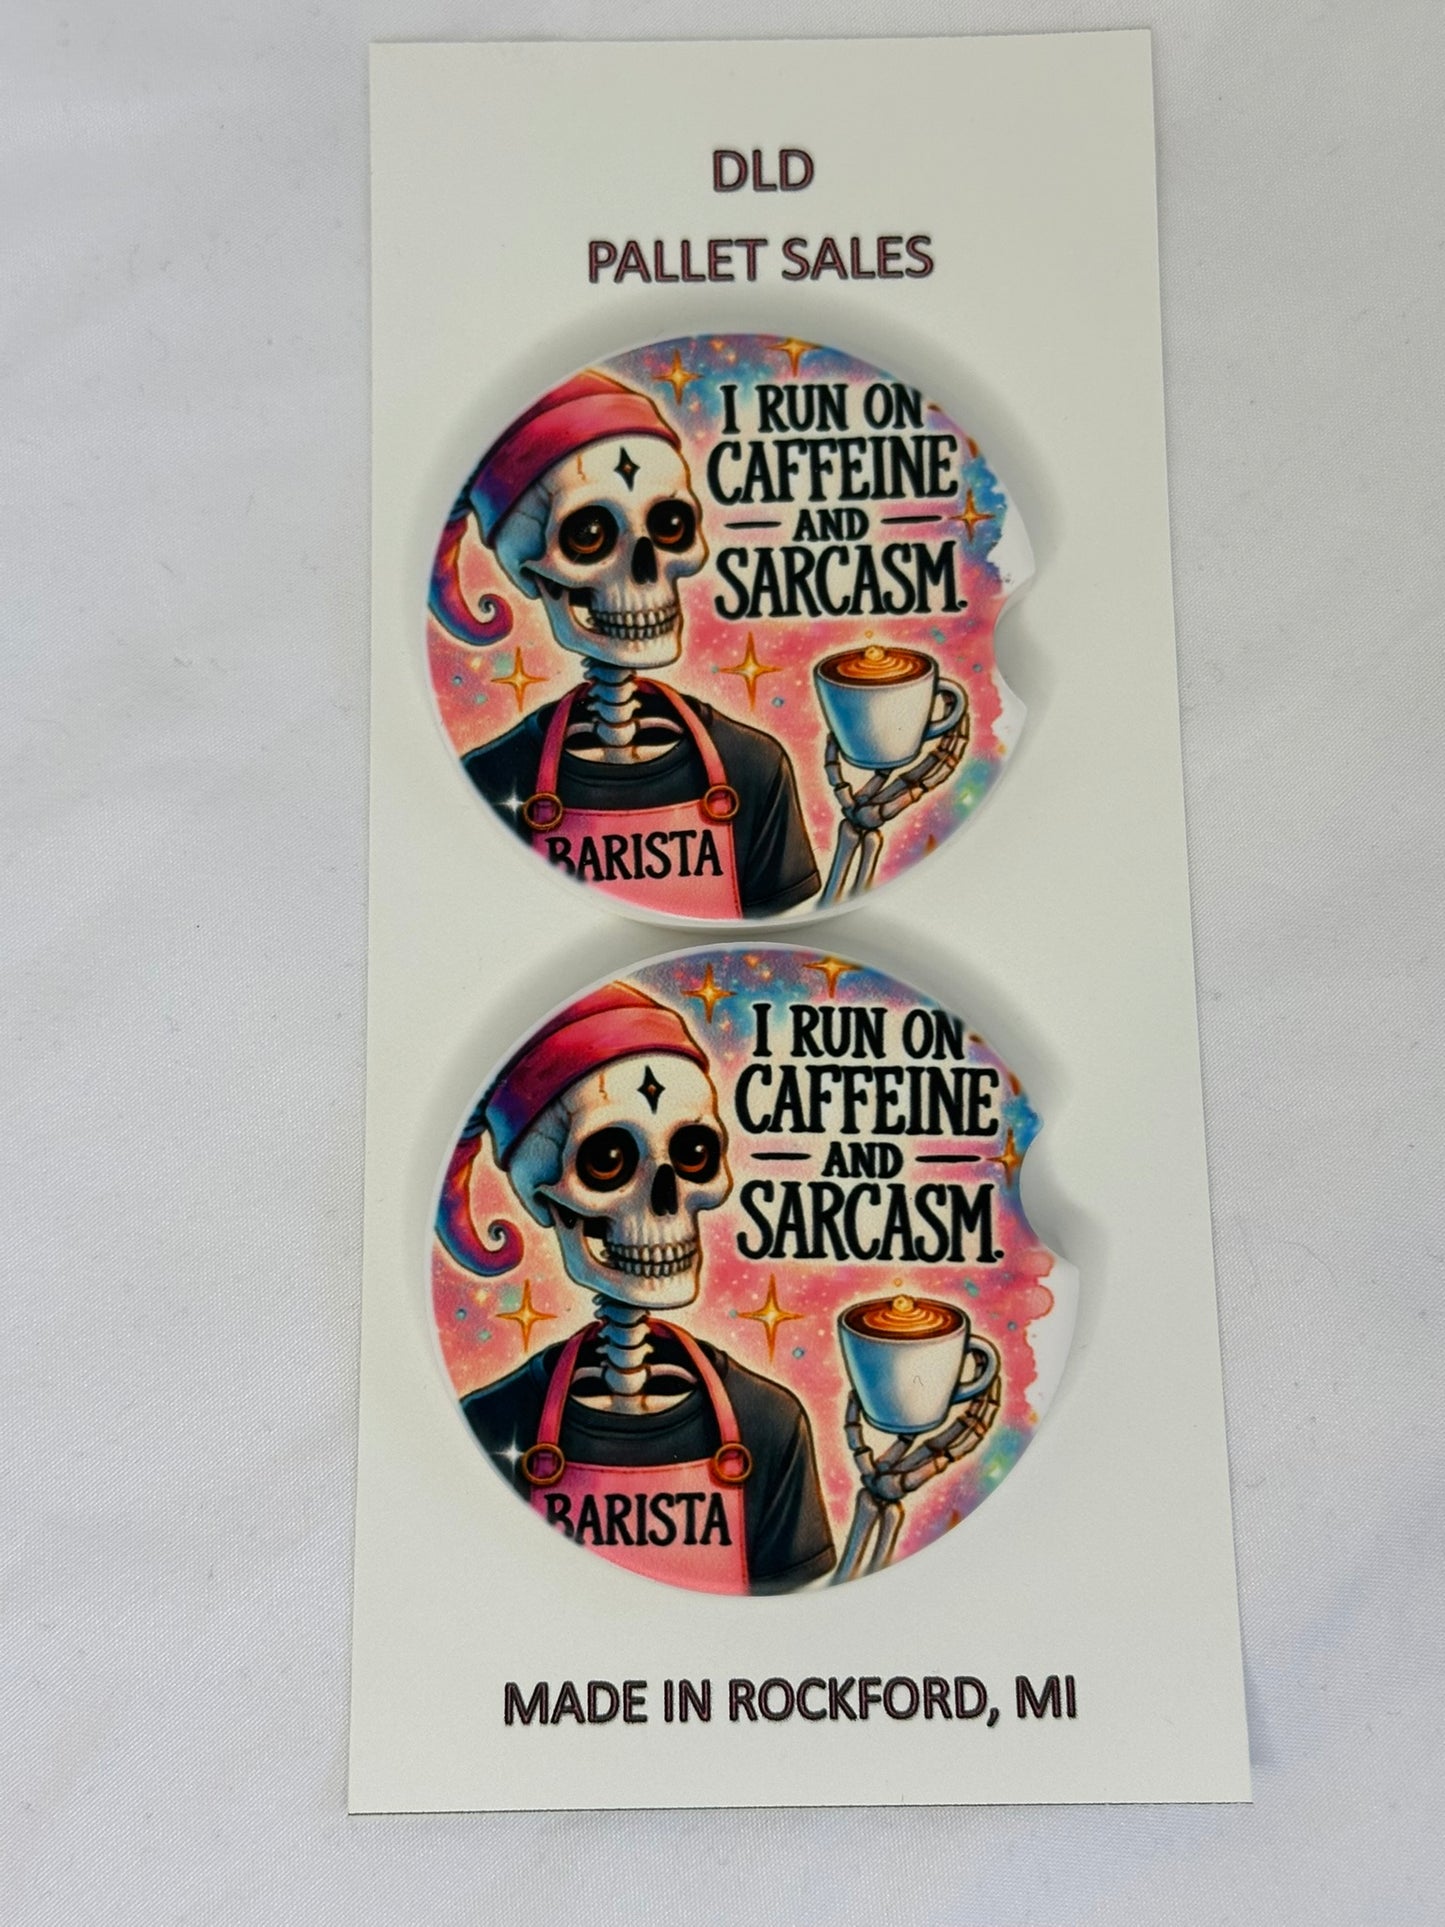 DLD
PALLET SALES
I RUN ON
CAFFEINE
AND
SARCASM.
BARISTA
I RUN ON
CAFFEINE
AND
SARCASM.
BARISTA
MADE IN ROCKFORD, MI